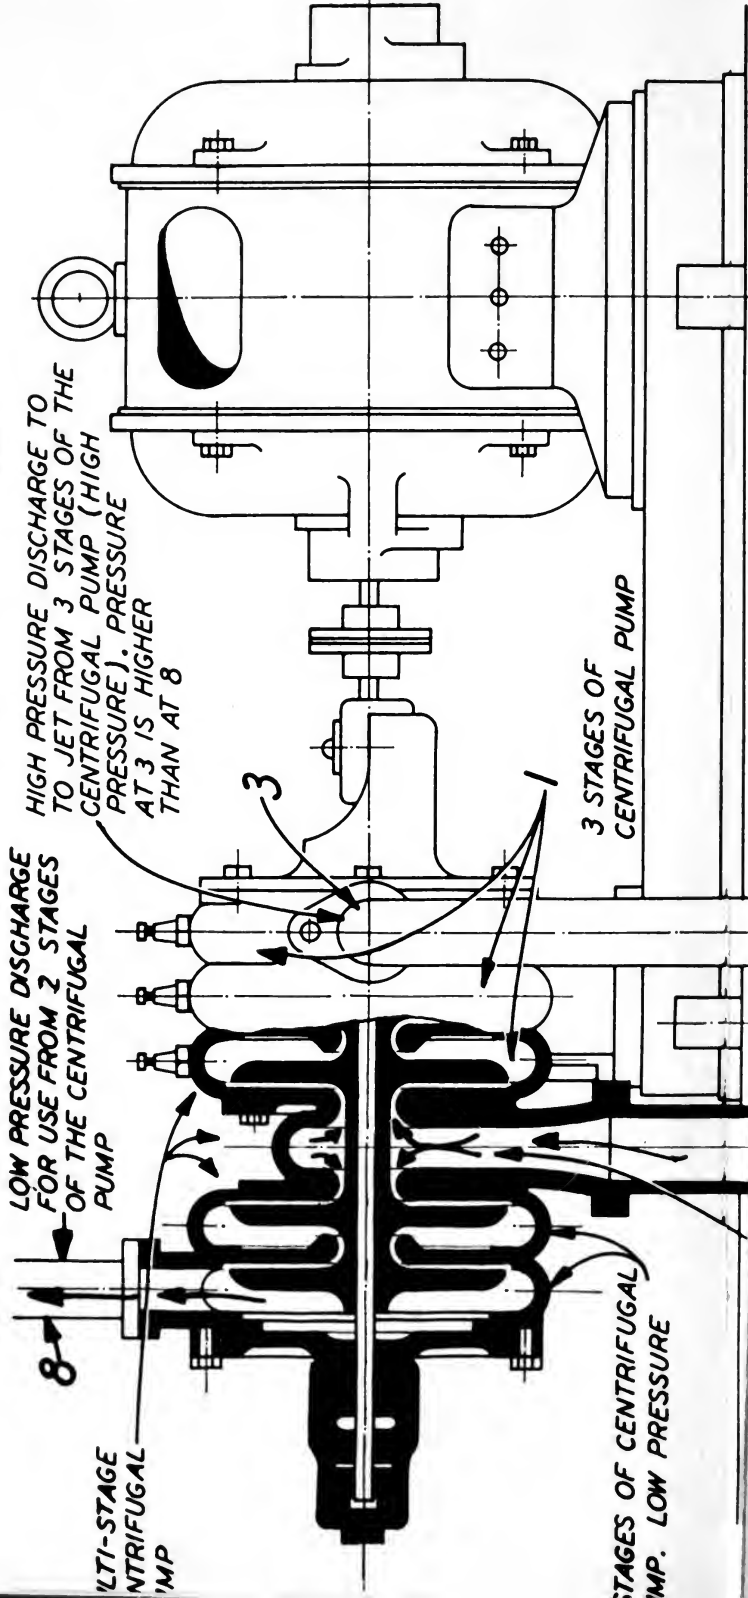 LOW PRESSURE DISCHARGE
FOR USE FROM 2 STAGES
OF THE CENTRIFUGAL
PUMP
HIGH PRESSURE DISCHARGE TO
TO JET FROM 3 STAGES OF THE
CENTRIFUGAL PUMP (HIGH
PRESSURE). PRESSURE
AT 3 IS HIGHER
THAN AT 8
8
3
1
'LTI-STAGE
NTRIFUGAL
'MP
3 STAGES OF
CENTRIFUGAL PUMP
STAGES OF CENTRIFUGAL
MP. LOW PRESSURE